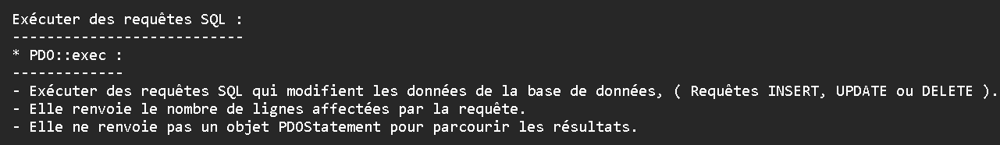 Exécuter des requêtes SQL :
---------------------------
* PDO::exec :
-------------
- Exécuter des requêtes SQL qui modifient les données de la base de données, ( Requêtes INSERT, UPDATE ou DELETE ).
- Elle renvoie le nombre de lignes affectées par la requête.
- Elle ne renvoie pas un objet PDOStatement pour parcourir les résultats.